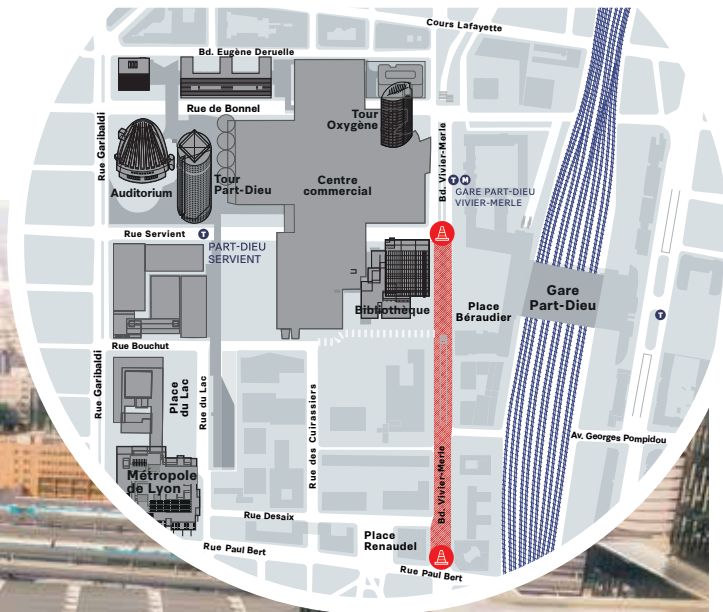 Cours Lafayette
Bd. Eugène Deruelle
Rue de Bonnel
Tour
Oxygène
Rue Garibaldi
Bd. Vivier-Merle
Auditorium
Tour
Part-Dieu
Centre
commercial
T M
GARE PART-DIEU
VIVIER-MERLE
Rue Servient
T
PART-DIEU
SERVIENT
Bibliothèque
Place
Béraudier
Gare
Part-Dieu
T
Rue Bouchut
Rue Garibaldi
Place
du Lac
Rue du Lac
Rue des Cuirassiers
Bd. Vivier-Merle
Av. Georges Pompidou
Métropole
de Lyon
Rue Desaix
Place
Renaudel
Rue Paul Bert
Rue Paul Bert